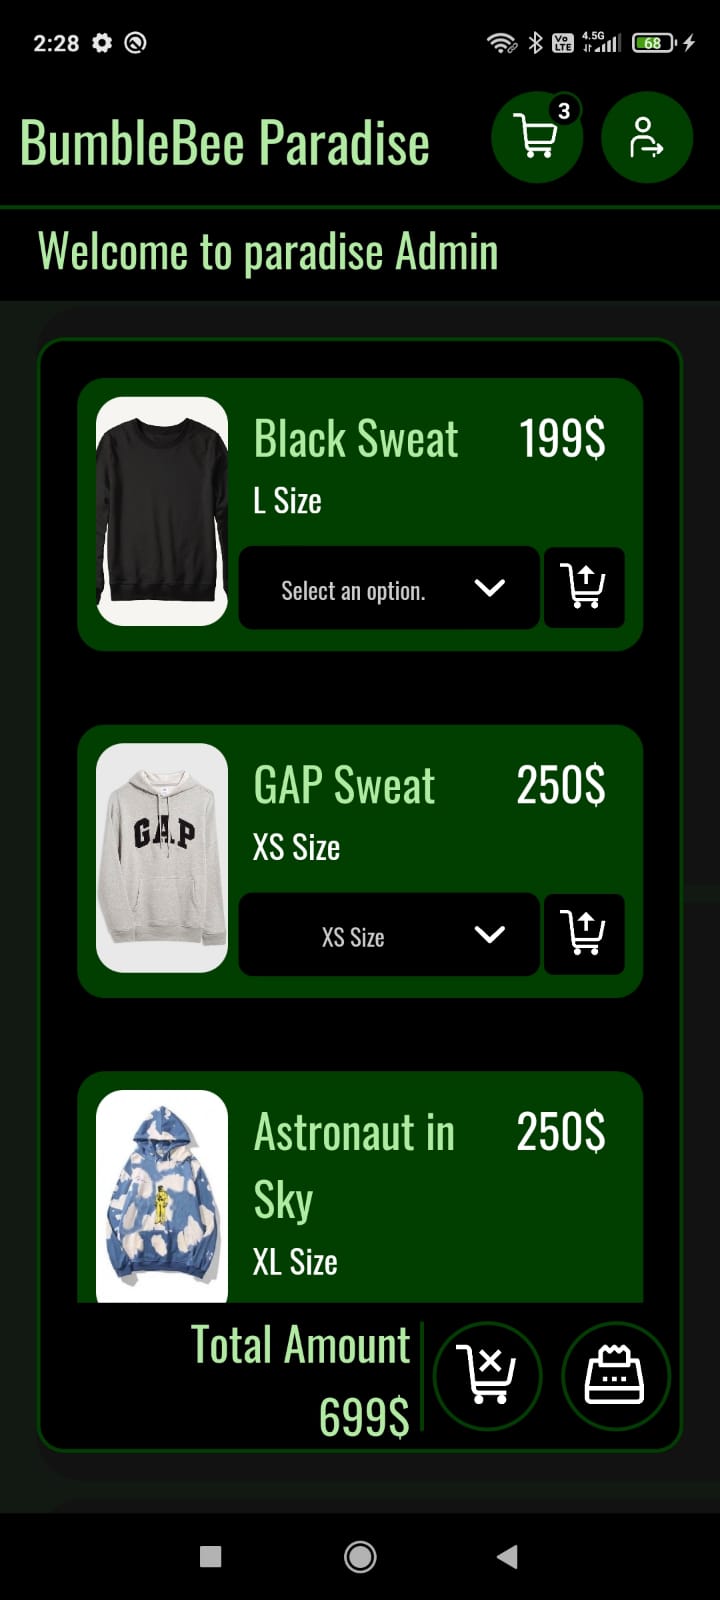 2:28
Vo LTE
4.5G
68
BumbleBee Paradise
3
Welcome to paradise Admin
Black Sweat 199$
L Size
Select an option.
GAP
GAP Sweat 250$
XS Size
XS Size
Astronaut in 250$
Sky
XL Size
Total Amount
699$